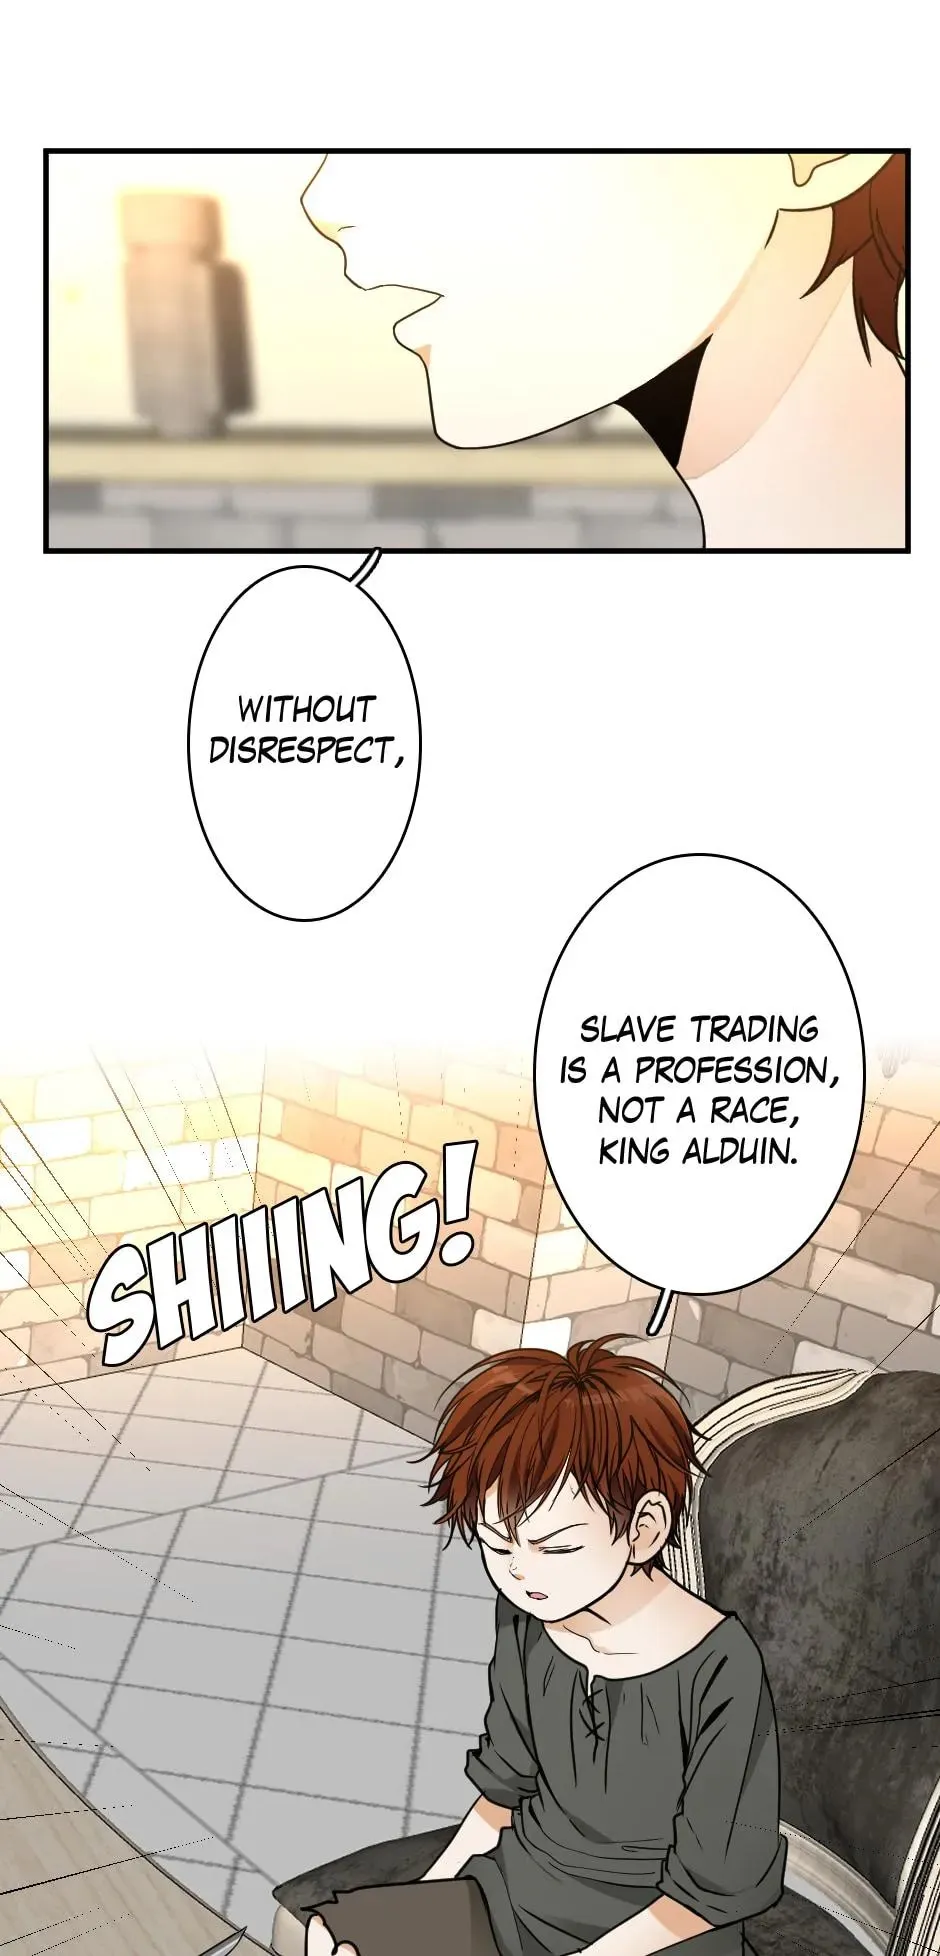 WITHOUT
DISRESPECT,
SLAVE TRADING
IS A PROFESSION,
NOT A RACE,
KING ALDUIN.
SHIIING!